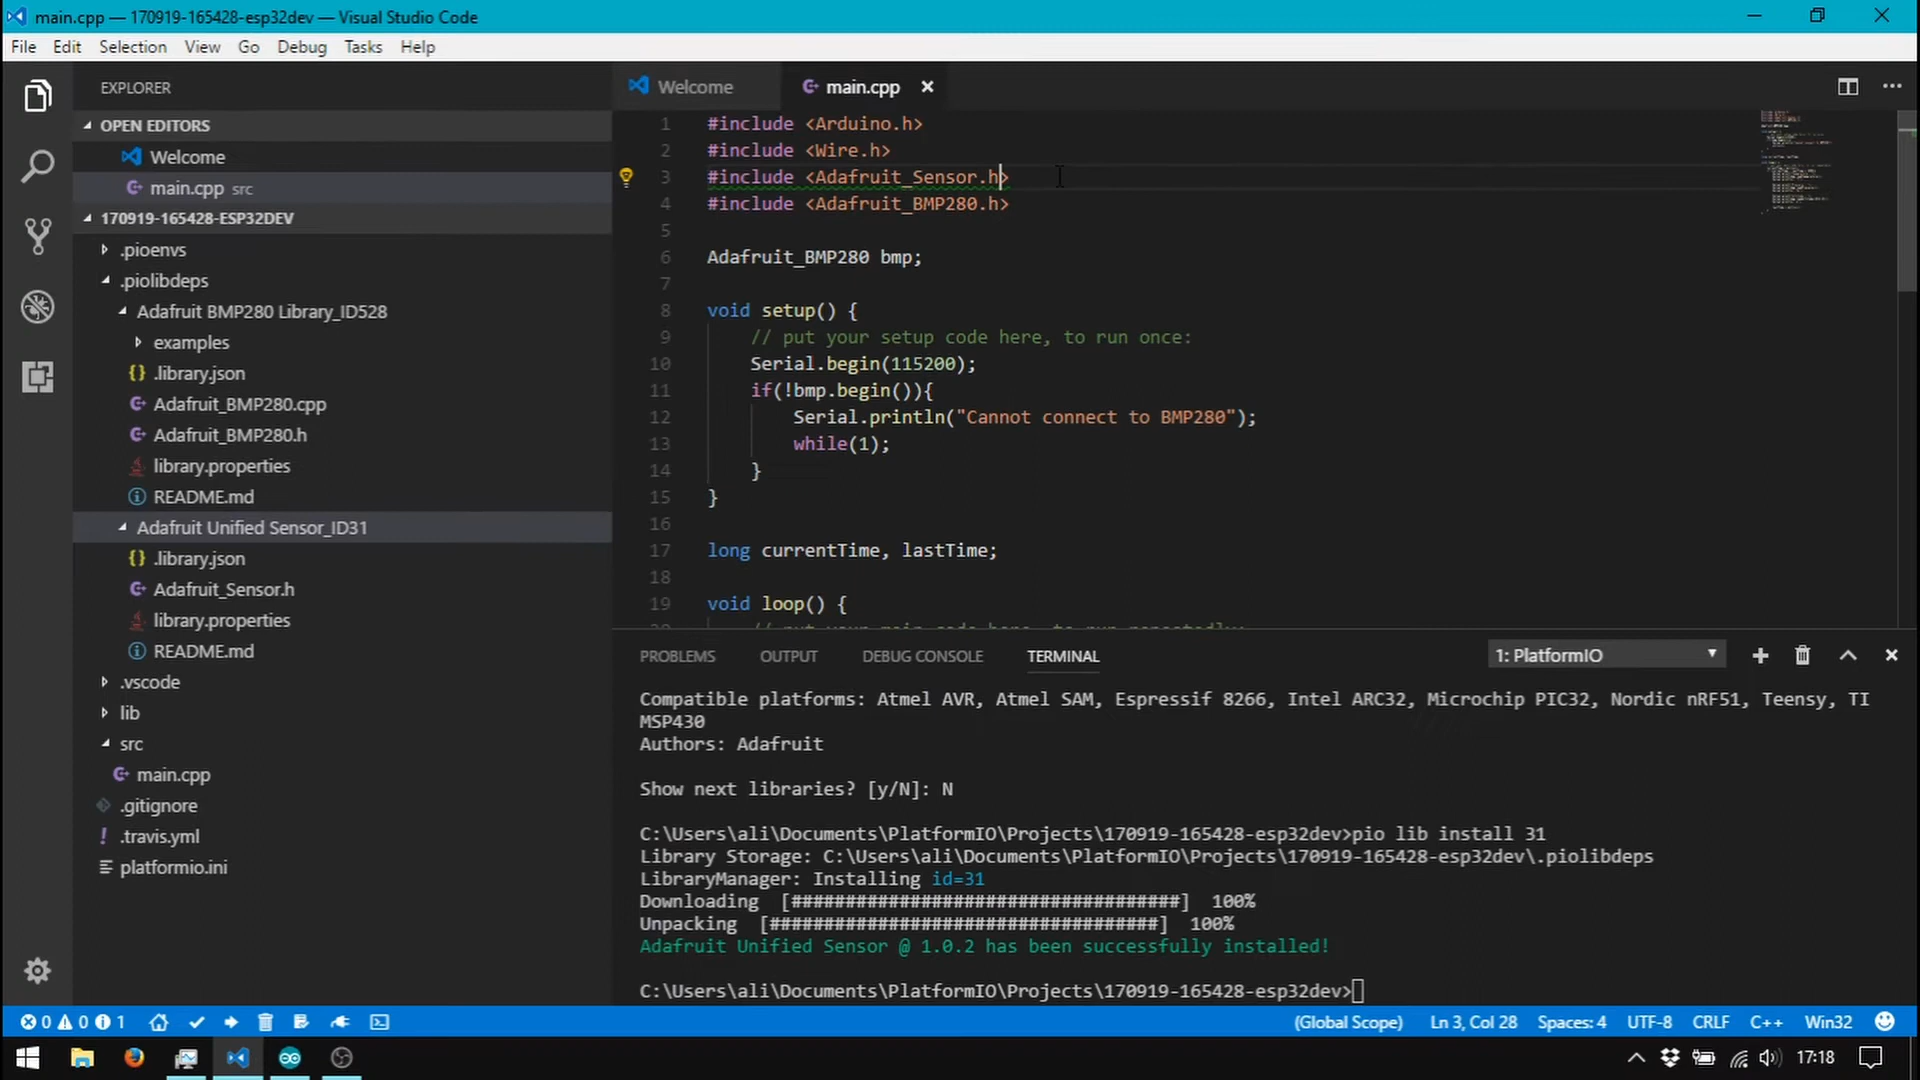 main.cpp — 170919-165428-esp32dev — Visual Studio Code
File Edit Selection View Go Debug Tasks Help
EXPLORER
OPEN EDITORS
Welcome
main.cpp src
170919-165428-ESP32DEV
.pioenvs
.piolibdeps
Adafruit BMP280 Library_ID528
examples
.library.json
Adafruit_BMP280.cpp
Adafruit_BMP280.h
library.properties
README.md
Adafruit Unified Sensor_ID31
.library.json
Adafruit_Sensor.h
library.properties
README.md
.vscode
lib
src
main.cpp
.gitignore
.travis.yml
platformio.ini
Welcome main.cpp
1 #include <Arduino.h>
2 #include <Wire.h>
3 #include <Adafruit_Sensor.h>
4 #include <Adafruit_BMP280.h>
5
6 Adafruit_BMP280 bmp;
7
8 void setup() {
9 // put your setup code here, to run once:
10 Serial.begin(115200);
11 if(!bmp.begin()){
12 Serial.println("Cannot connect to BMP280");
13 while(1);
14 }
15 }
16
17 long currentTime, lastTime;
18
19 void loop() {
20 // put your main code here, to run repeatedly:
PROBLEMS OUTPUT DEBUG CONSOLE TERMINAL 1: PlatformIO
Compatible platforms: Atmel AVR, Atmel SAM, Espressif 8266, Intel ARC32, Microchip PIC32, Nordic nRF51, Teensy, TI
MSP430
Authors: Adafruit
Show next libraries? [y/N]: N
C:\Users\ali\Documents\PlatformIO\Projects\170919-165428-esp32dev>pio lib install 31
Library Storage: C:\Users\ali\Documents\PlatformIO\Projects\170919-165428-esp32dev\.piolibdeps
LibraryManager: Installing id=31
Downloading [####################################] 100%
Unpacking [####################################] 100%
Adafruit Unified Sensor @ 1.0.2 has been successfully installed!
C:\Users\ali\Documents\PlatformIO\Projects\170919-165428-esp32dev>
0 0 1 (Global Scope) Ln 3, Col 28 Spaces: 4 UTF-8 CRLF C++ Win32
17:18